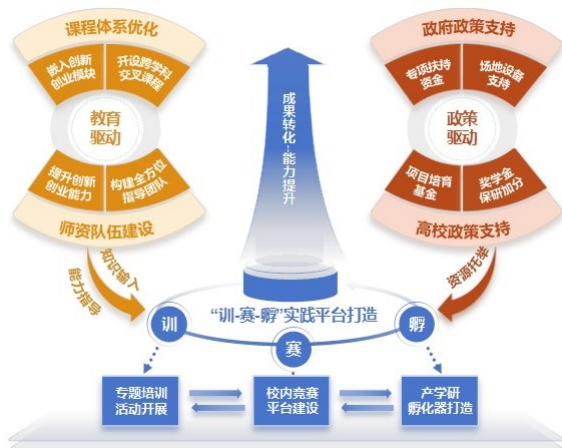 课程体系优化
嵌入创新
创业模块
开设跨学科
交叉课程
教育
驱动
提升创新
创业能力
构建全方位
指导团队
师资队伍建设
知识输入
能力指导
成果转化·能力提升
政府政策支持
专项扶持
资金
场地设备
支持
政策
驱动
项目培育
基金
奖学金
保研加分
高校政策支持
资源托举
“训-赛-孵”实践平台打造
训
赛
孵
专题培训
活动开展
校内竞赛
平台建设
产学研
孵化器打造